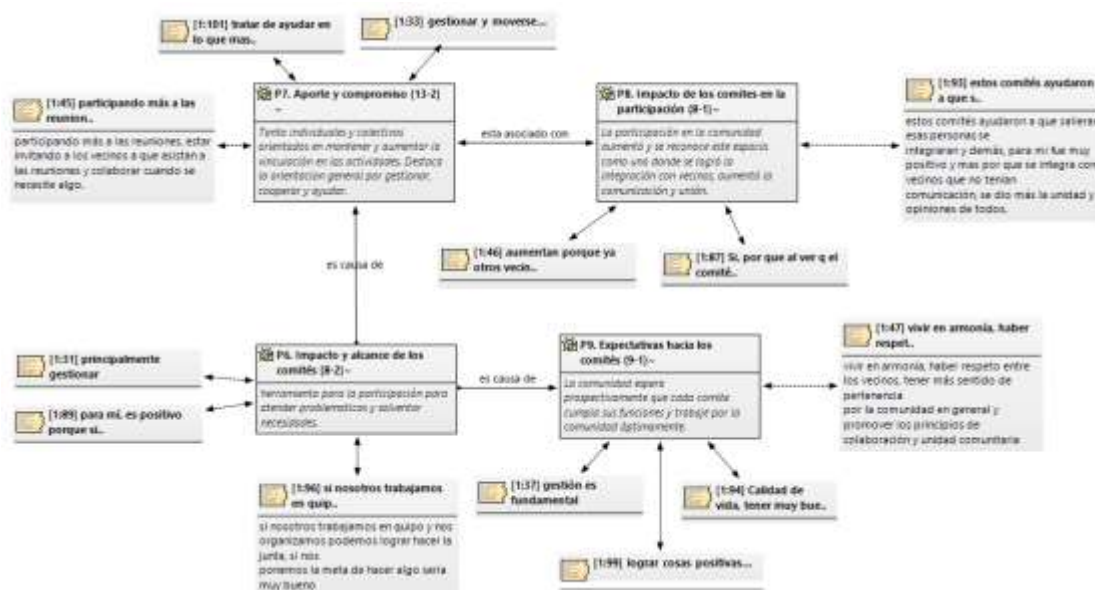 [1:101] tratar de ayudar en
lo que mas..
[1:33] gestionar y moverse...
[1:45] participando más a las
reunion..
participando más a las reuniones, estar
invitando a los vecinos a que asistan a
las reuniones y colaborar cuando se
necesite algo.
P7. Aporte y compromiso {13-2}
~
Tanto individuales y colectivos
orientados en mantener y aumentar la
vinculación en las actividades. Destaca
la orientación general por gestionar,
cooperar y ayudar.
esta asociado con
P8. Impacto de los comites en la
participación {8-1}~
La participación en la comunidad
aumentó y se reconoce este espacio
como uno donde se logró la
integración con vecinos, aumentó la
comunicación y unión.
[1:93] estos comités ayudaron
a que s..
estos comités ayudaron a que salieran
esas personas se
integraran y demás, para mi fue muy
positivo y mas por que se integra con
vecinos que no tenían
comunicación, se dio más la unidad y
opiniones de todos.
[1:46] aumentan porque ya
otros vecio..
[1:87] Si, por que al ver q el
comité..
es causa de
[1:31] principalmente
gestionar
[1:89] para mí, es positivo
porque si..
P6. Impacto y alcance de los
comités {8-2}~
herramienta para la participación para
atender problematicas y solventar
necesidades.
es causa de
P9. Expectativas hacia los
comités {9-1}~
La comunidad espera
prospectivamente que cada comite
cumpla sus funciones y trabaje por la
comunidad óptimamente.
[1:47] vivir en armonía, haber
respet..
vivir en armonía, haber respeto entre
los vecinos, tener más sentido de
pertenencia
por la comunidad en general y
promover los principios de
colaboración y unidad comunitaria
[1:96] si nosotros trabajamos
en quip..
si nosotros trabajamos en quipo y nos
organizamos podemos lograr hacer la
junta, si nos
ponemos la meta de hacer algo seria
muy bueno
[1:37] gestión es
fundamental
[1:94] Calidad de
vida, tener muy bue..
[1:99] lograr cosas positivas...